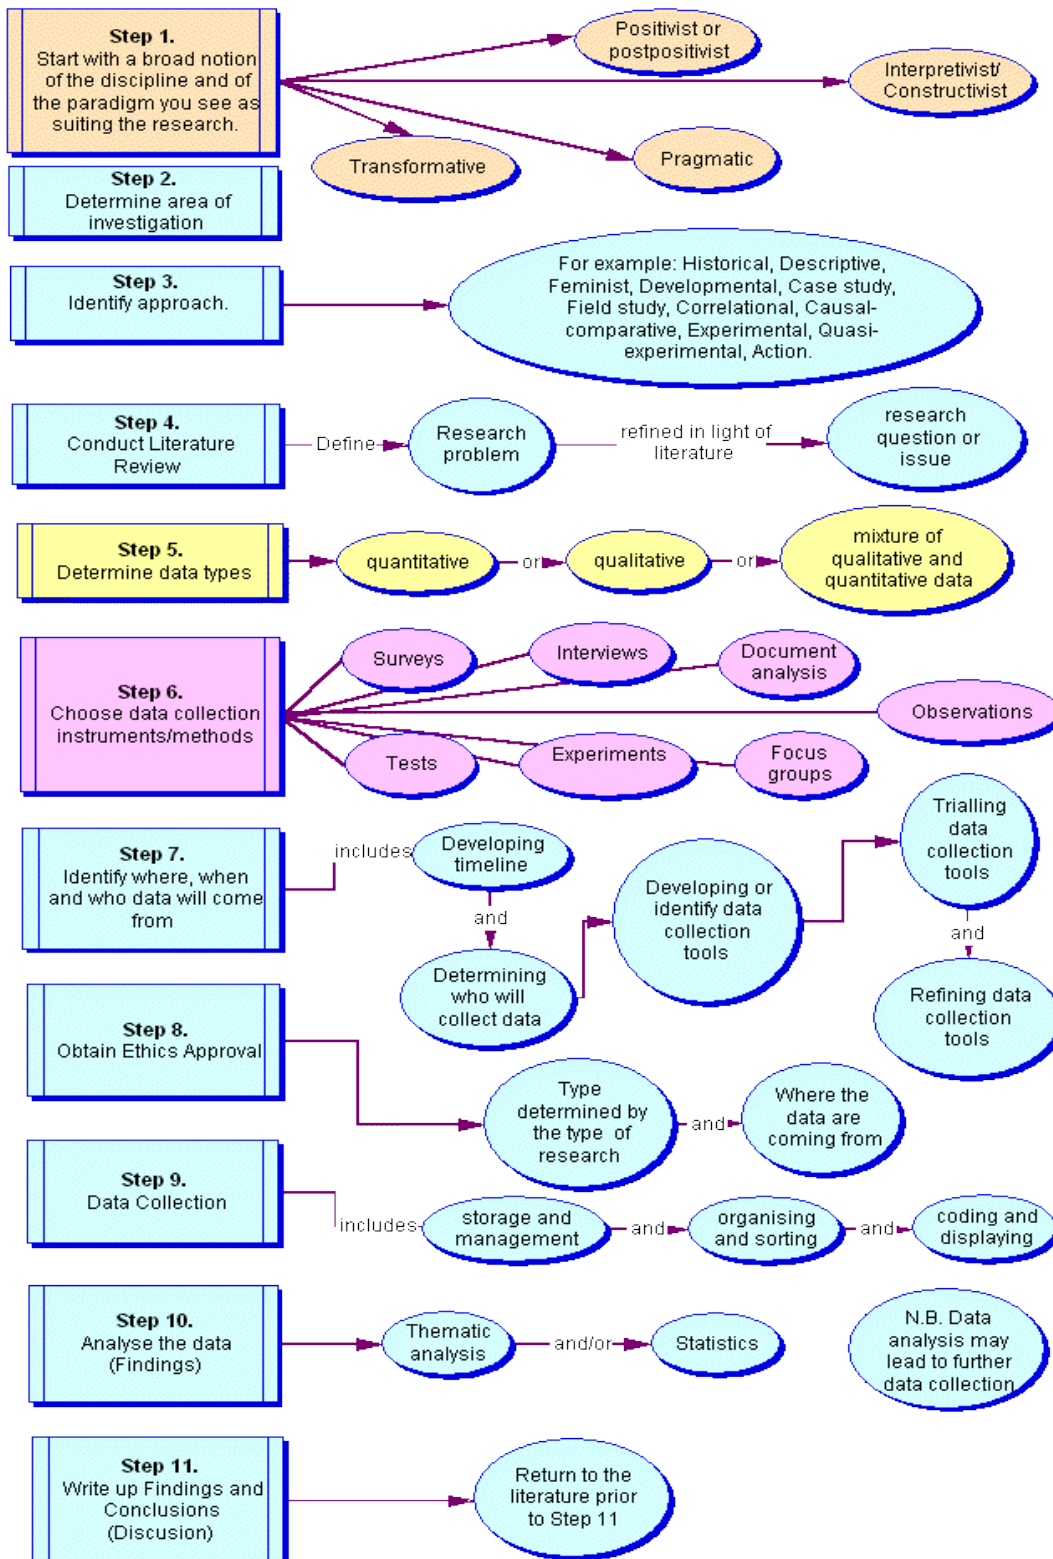 Step 1.
Start with a broad notion
of the discipline and of
the paradigm you see as
suiting the research.
Positivist or
postpositivist
Interpretivist/
Constructivist
Transformative
Pragmatic
Step 2.
Determine area of
investigation
Step 3.
Identify approach.
For example: Historical, Descriptive,
Feminist, Developmental, Case study,
Field study, Correlational, Causal-
comparative, Experimental, Quasi-
experimental, Action.
Step 4.
Conduct Literature
Review
Define
Research
problem
refined in light of
literature
research
question or
issue
Step 5.
Determine data types
quantitative
or
qualitative
or
mixture of
qualitative and
quantitative data
Step 6.
Choose data collection
instruments/methods
Surveys
Interviews
Document
analysis
Observations
Tests
Experiments
Focus
groups
Step 7.
Identify where, when
and who data will come
from
includes
Developing
timeline
and
Determining
who will
collect data
Developing or
identify data
collection
tools
Trialling
data
collection
tools
and
Refining data
collection
tools
Step 8.
Obtain Ethics Approval
Type
determined by
the type of
research
and
Where the
data are
coming from
Step 9.
Data Collection
includes
storage and
management
and
organising
and sorting
and
coding and
displaying
Step 10.
Analyse the data
(Findings)
Thematic
analysis
and/or
Statistics
N.B. Data
analysis may
lead to further
data collection
Step 11.
Write up Findings and
Conclusions
(Discussion)
Return to the
literature prior
to Step 11